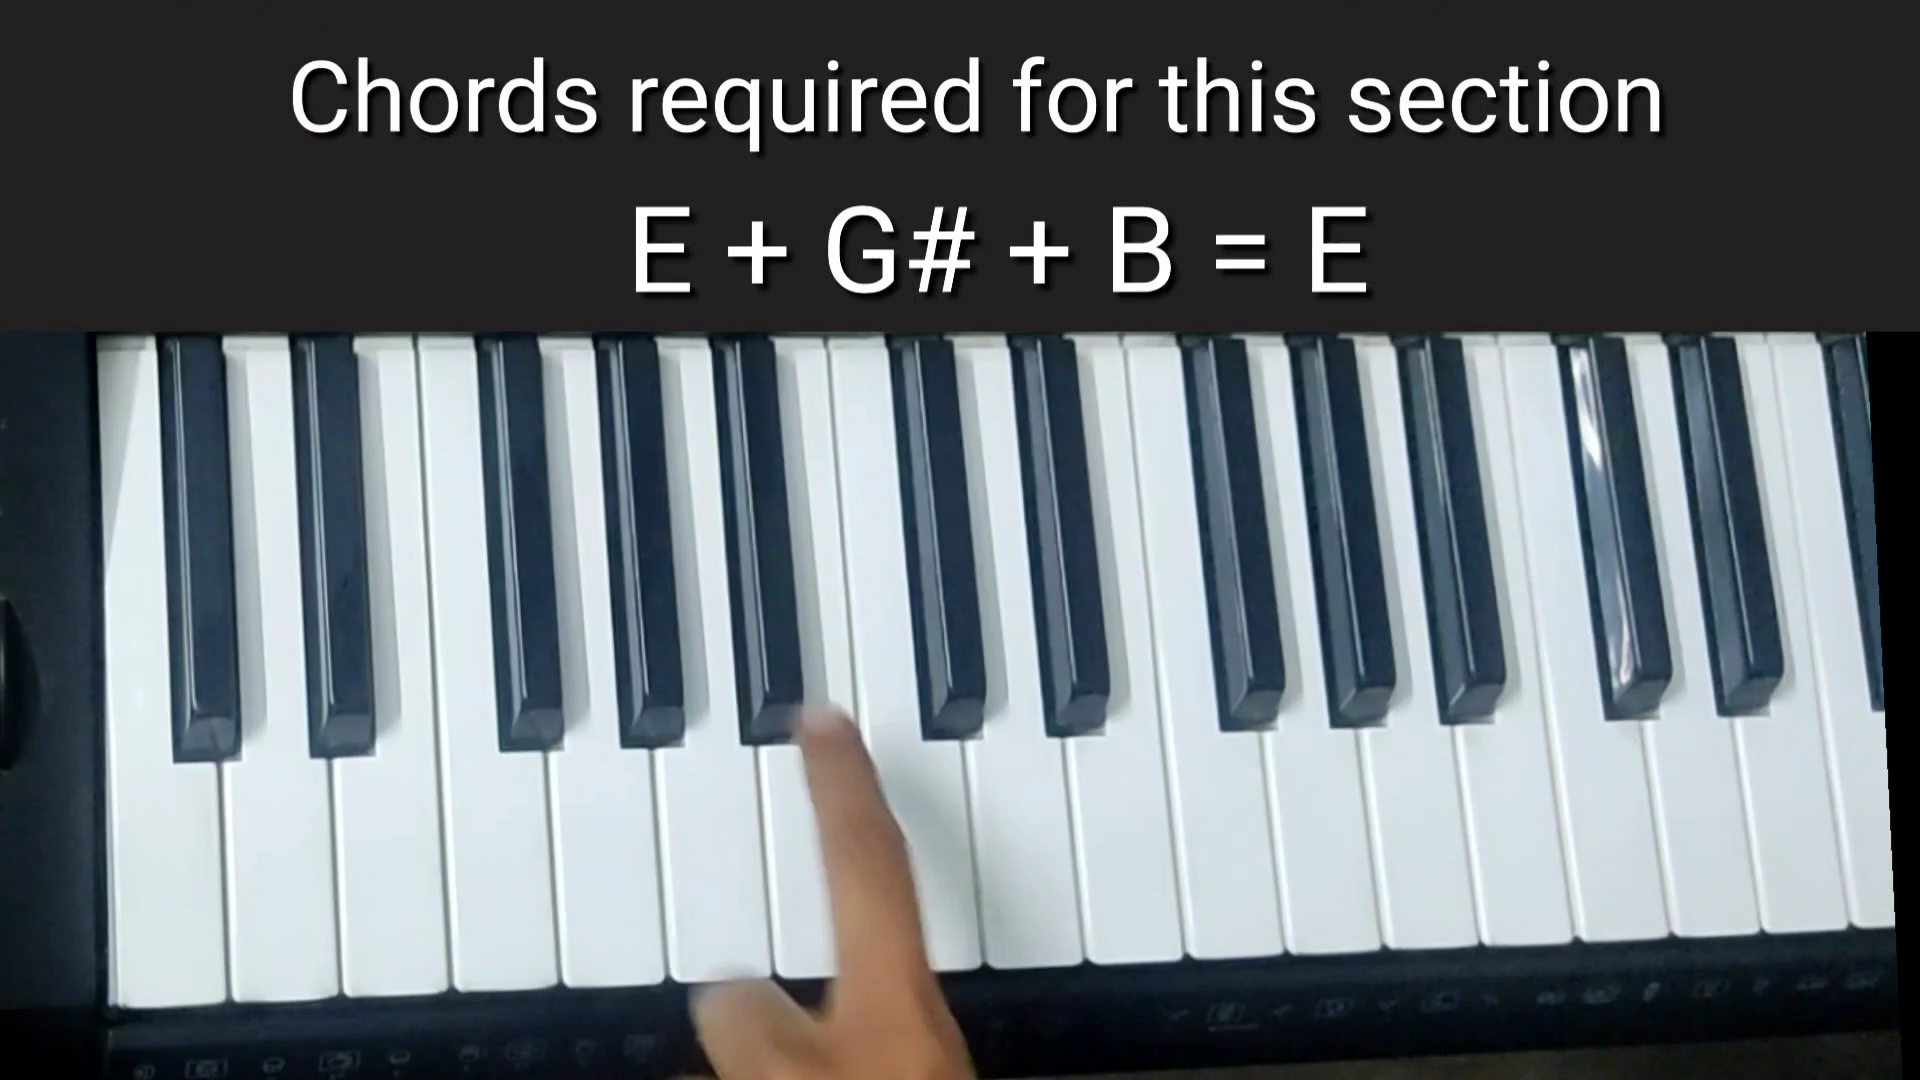 Chords required for this section
E + G# + B = E